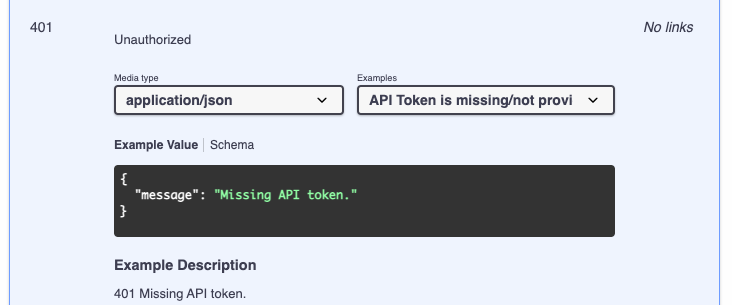 401
No links
Unauthorized
Media type
Examples
application/json
API Token is missing/not provi
Example Value
Schema
{
"message": "Missing API token."
}
Example Description
401 Missing API token.